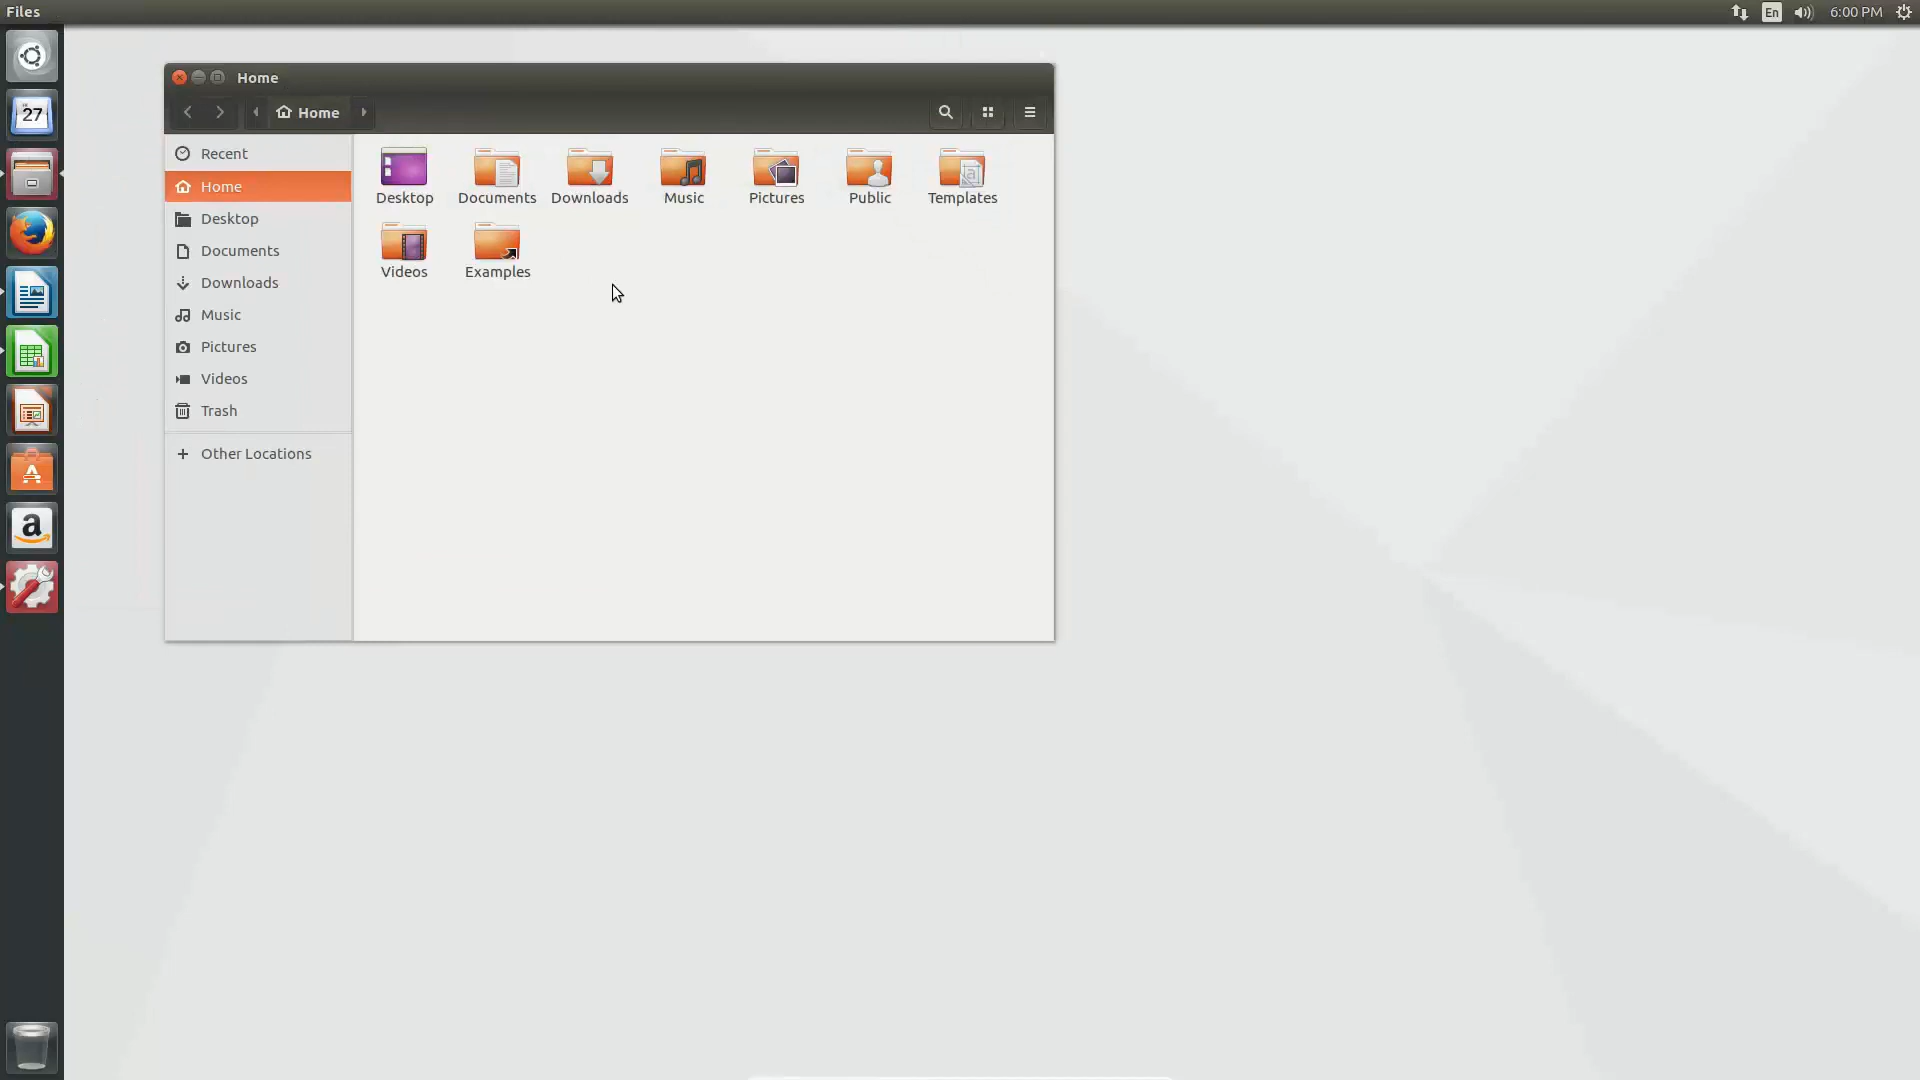 Files
En
6:00 PM
27
Home
Home
Recent
Home
Desktop
Documents
Downloads
Music
Pictures
Videos
Trash
Other Locations
Desktop
Documents
Downloads
Music
Pictures
Public
Templates
Videos
Examples